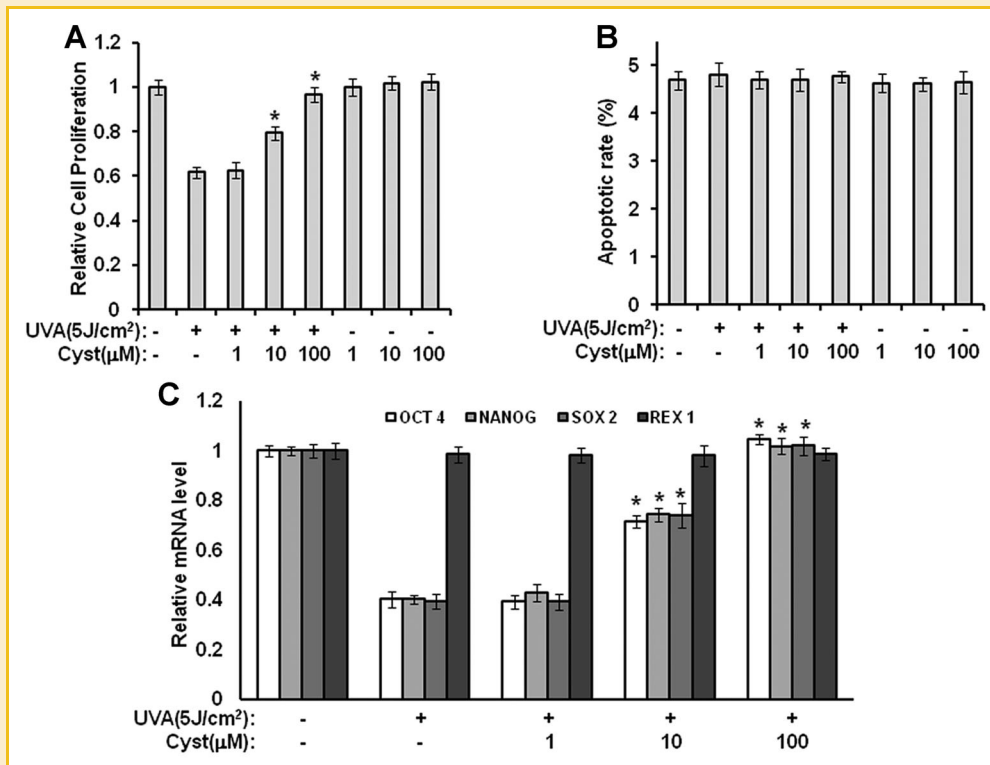 A
1.2
1
0.8
0.6
0.4
0.2
0
Relative Cell Proliferation
* *
UVA(5J/cm²): - + + + + - - -
Cyst(μM): - - 1 10 100 1 10 100
B
5
4
3
2
1
0
Apoptotic rate (%)
UVA(5J/cm²): - + + + + - - -
Cyst(μM): - - 1 10 100 1 10 100
C
1.2
1
0.8
0.6
0.4
0.2
0
Relative mRNA level
OCT 4 NANOG SOX 2 REX 1
* * *
* * *
UVA(5J/cm²): - + + + +
Cyst(μM): - - 1 10 100